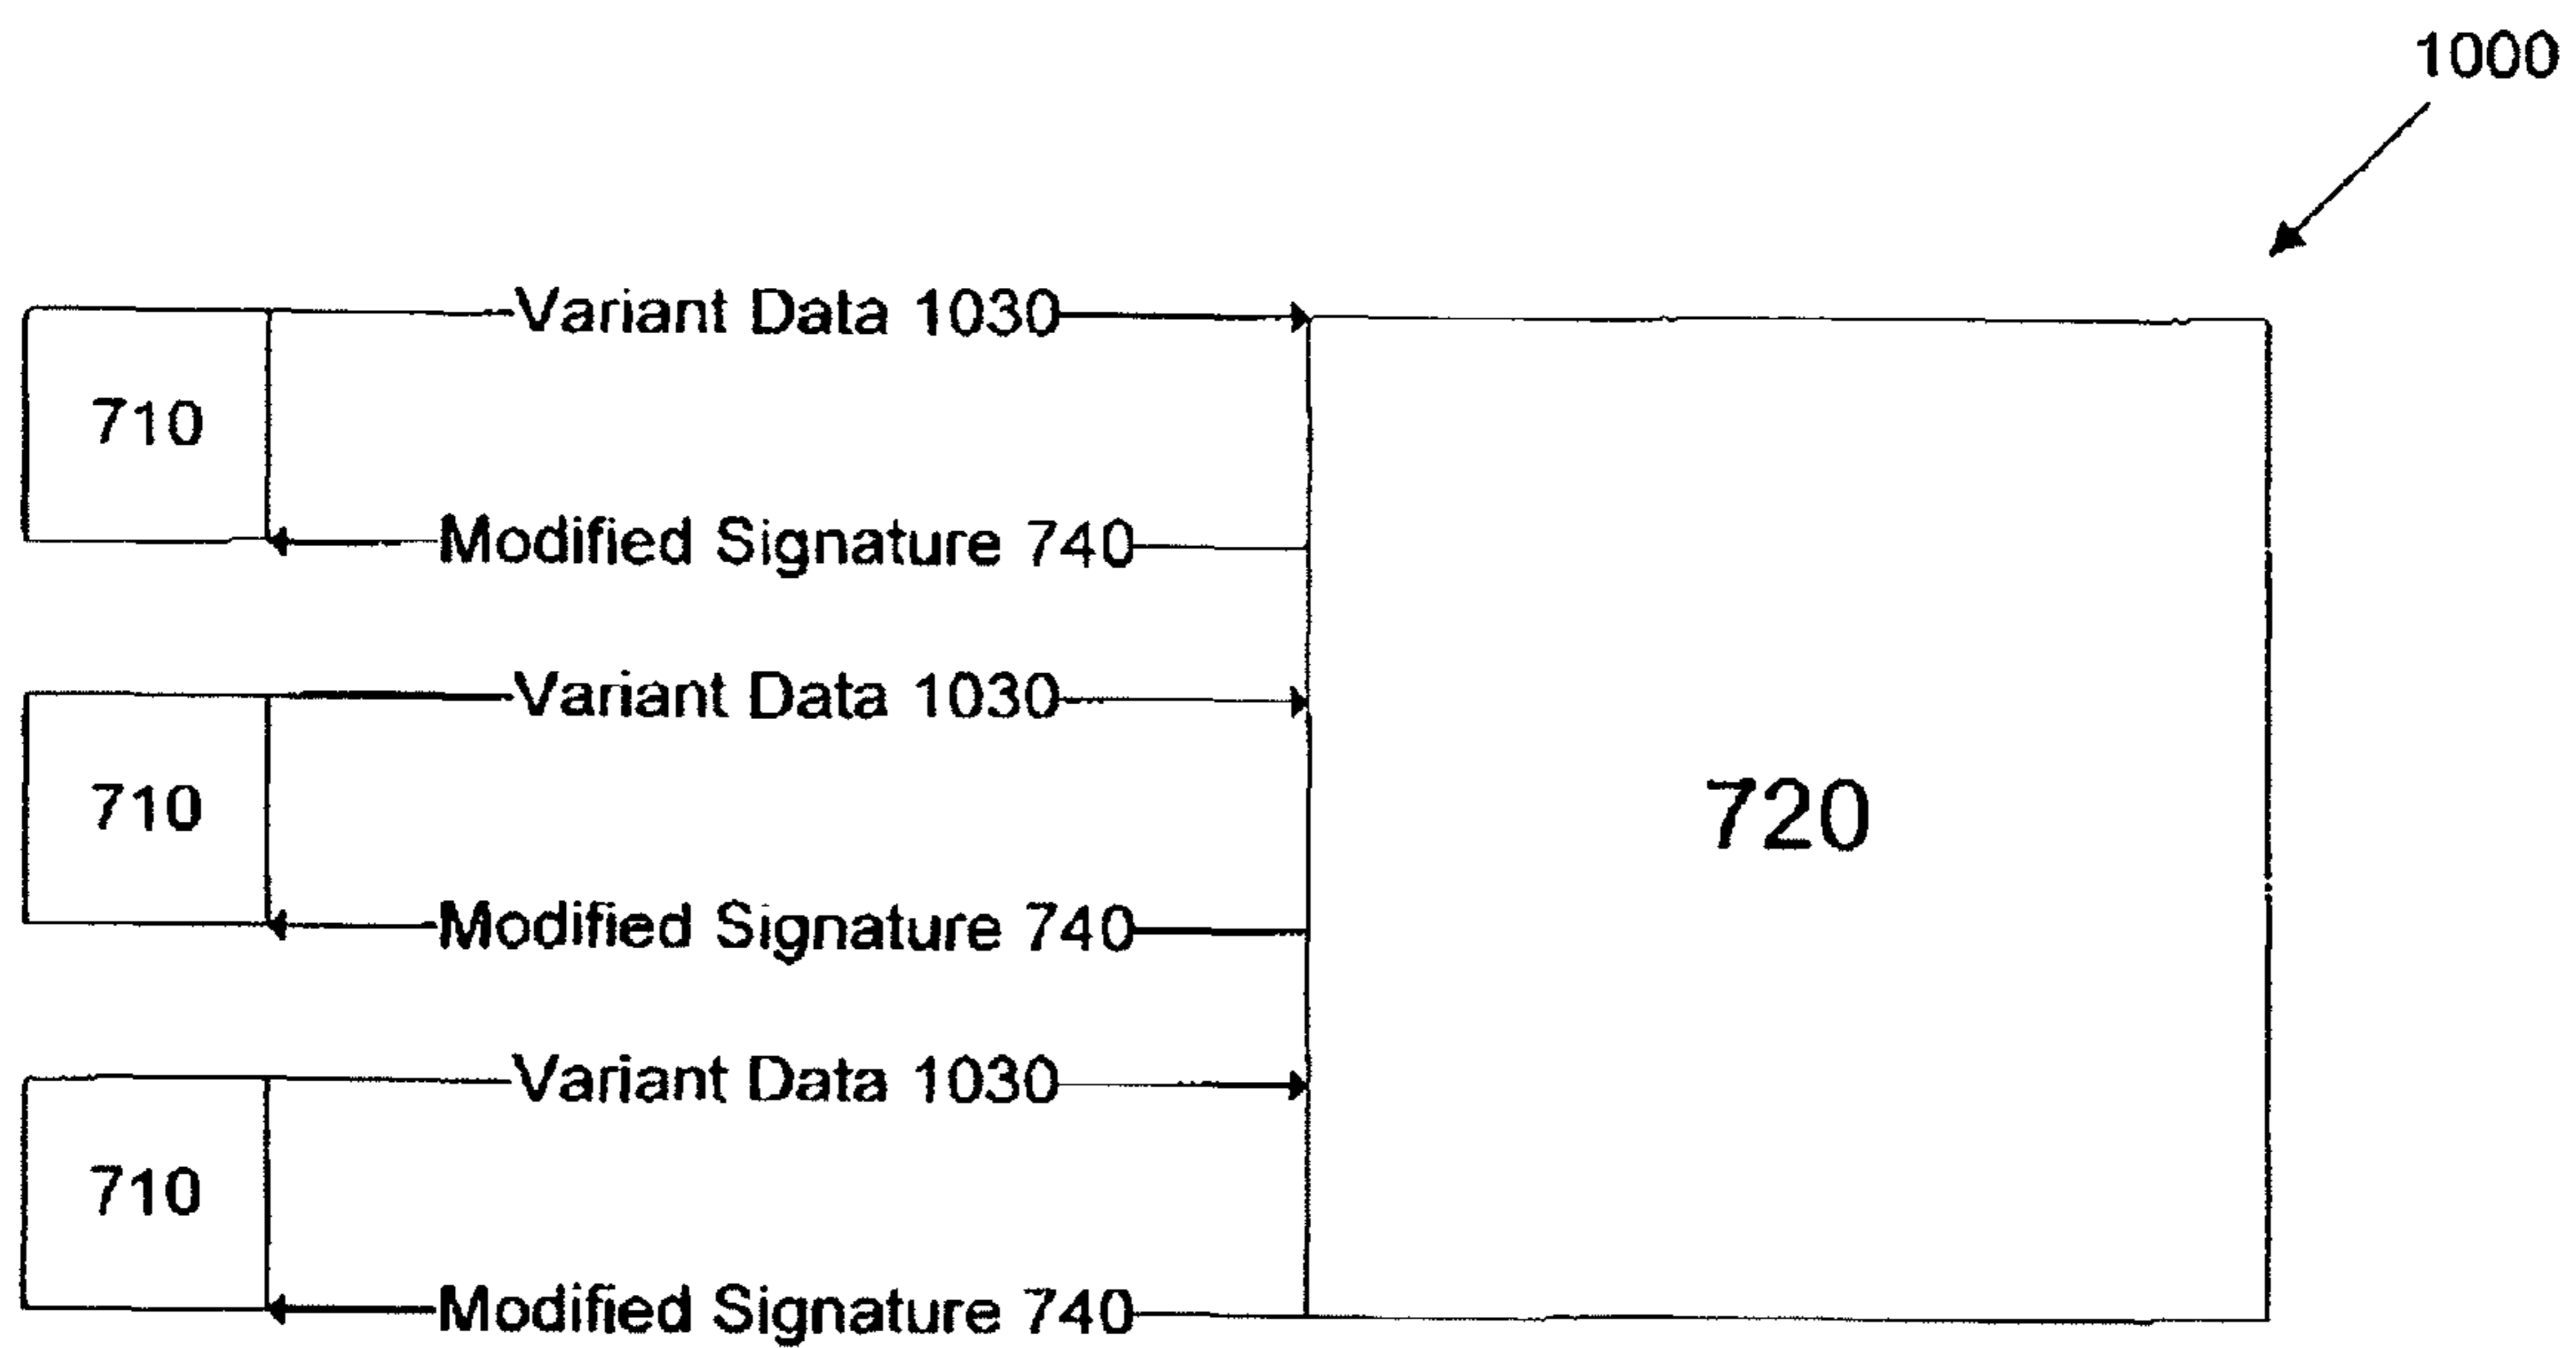 1000
Variant Data 1030
710
Modified Signature 740
Variant Data 1030
710
720
Modified Signature 740
Variant Data 1030
710
Modified Signature 740